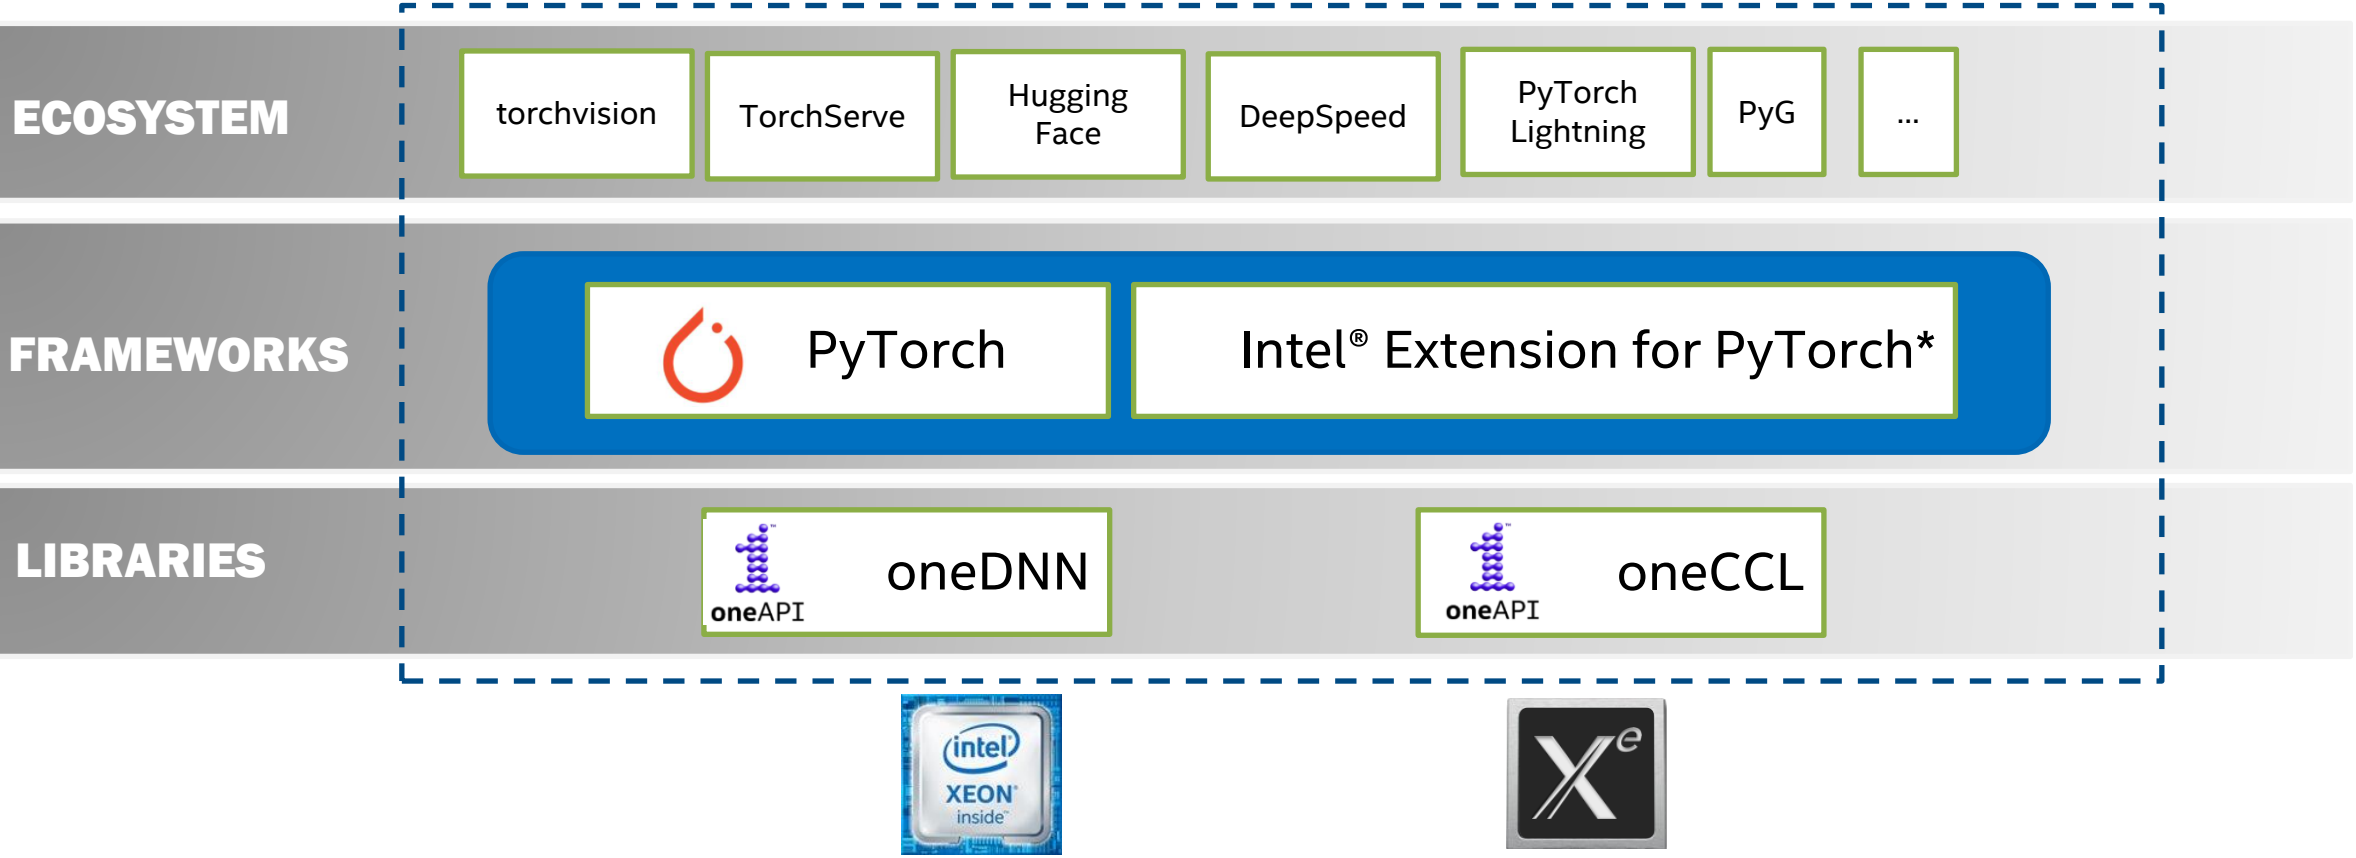 ECOSYSTEM
torchvision
TorchServe
Hugging
Face
DeepSpeed
PyTorch
Lightning
PyG
...
FRAMEWORKS
PyTorch
Intel® Extension for PyTorch*
LIBRARIES
oneAPI
oneDNN
oneAPI
oneCCL
intel
XEON
inside™
Xe